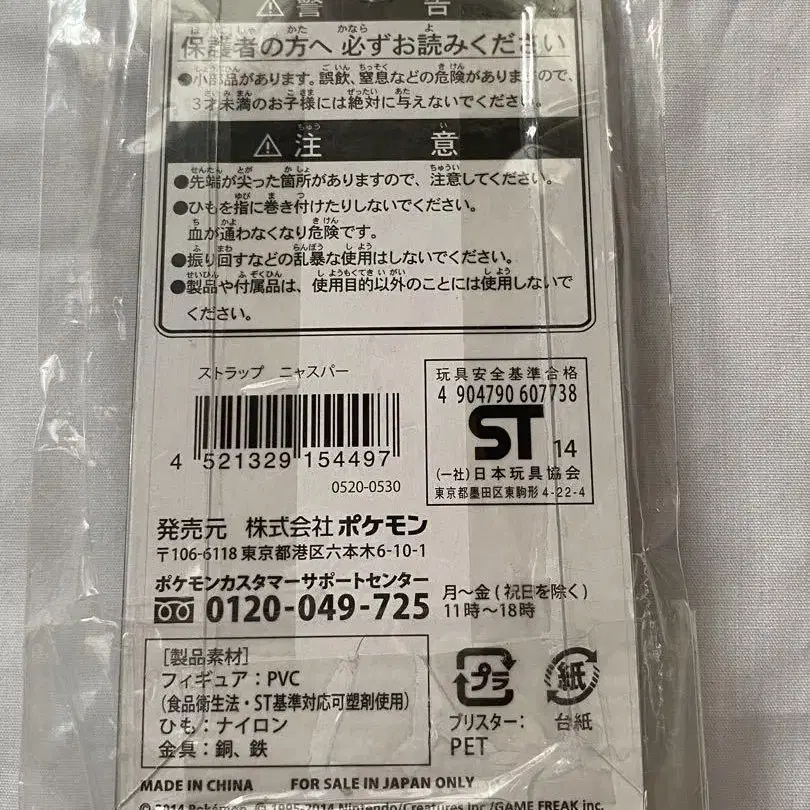 ⚠警告
保護者の方へ 必ずお読みください
●小部品があります。誤飲、窒息などの危険がありますので、
3才未満のお子様には絶対に与えないでください。
⚠注意
●先端が尖った箇所がありますので、注意してください。
●ひもを指に巻き付けたりしないでください。
血が通わなくなり危険です。
●振り回すなどの乱暴な使用はしないでください。
●製品や付属品は、使用目的以外のことには使用しないで
ください。
ストラップ ニャスパー
4 521329 154497
0520-0530
玩具安全基準合格
4 904790 607738
ST 14
(一社)日本玩具協会
東京都墨田区東駒形 4-22-4
発売元 株式会社 ポケモン
〒106-6118 東京都港区六本木6-10-1
ポケモンカスタマーサポートセンター
0120-049-725
月～金(祝日を除く)
11時～18時
[製品素材]
フィギュア：PVC
(食品衛生法・ST基準対応可塑剤使用)
ひも：ナイロン
金具：銅、鉄
プラ
ブリスター：
PET
紙
台紙
MADE IN CHINA FOR SALE IN JAPAN ONLY
© 2014 Pokémon. © 1995-2014 Nintendo/Creatures Inc./GAME FREAK inc.